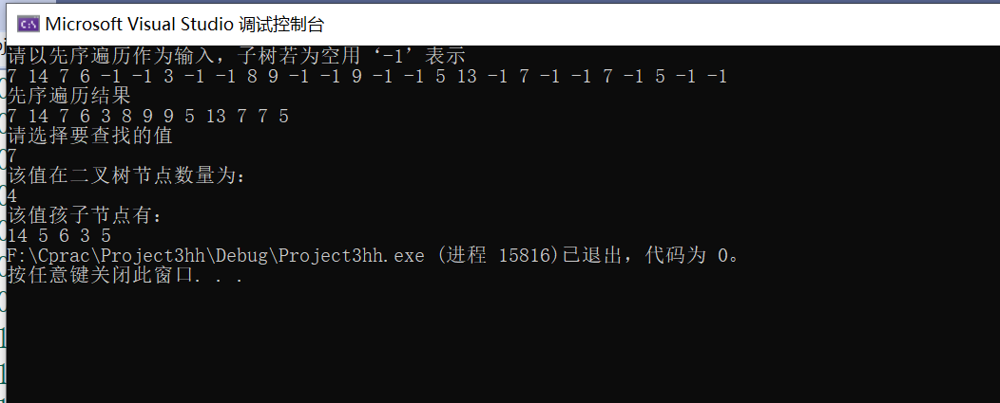 Microsoft Visual Studio 调试控制台
请以先序遍历作为输入，子树若为空用‘-1’表示
7 14 7 6 -1 -1 3 -1 -1 8 9 -1 -1 9 -1 -1 5 13 -1 7 -1 -1 7 -1 5 -1 -1
先序遍历结果
7 14 7 6 3 8 9 9 5 13 7 7 5
请选择要查找的值
7
该值在二叉树节点数量为：
4
该值孩子节点有：
14 5 6 3 5
F:\Cprac\Project3hh\Debug\Project3hh.exe (进程 15816)已退出，代码为 0。
按任意键关闭此窗口. . .